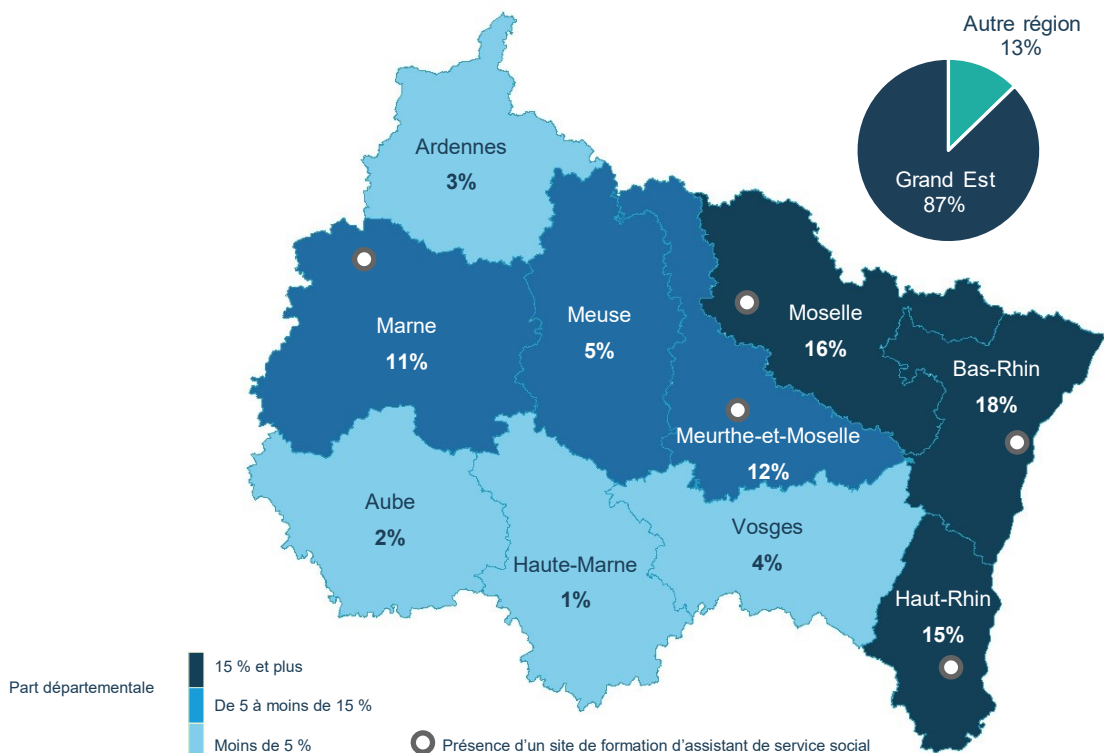 Autre région
13%
Grand Est
87%
Ardennes
3%
Marne
11%
Meuse
5%
Moselle
16%
Bas-Rhin
18%
Meurthe-et-Moselle
12%
Aube
2%
Haute-Marne
1%
Vosges
4%
Haut-Rhin
15%
Part départementale
15 % et plus
De 5 à moins de 15 %
Moins de 5 %
Présence d'un site de formation d'assistant de service social